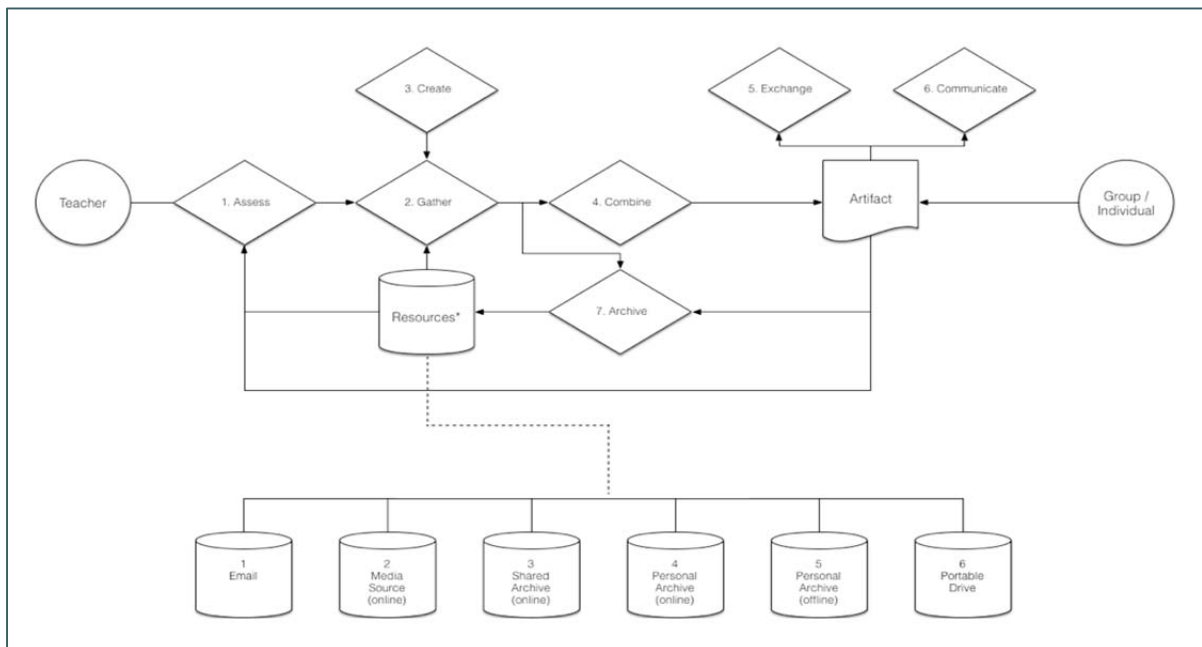 3. Create
5. Exchange
6. Communicate
Teacher
1. Assess
2. Gather
4. Combine
Artifact
Group /
Individual
Resources*
7. Archive
1
Email
2
Media
Source
(online)
3
Shared
Archive
(online)
4
Personal
Archive
(online)
5
Personal
Archive
(offline)
6
Portable
Drive